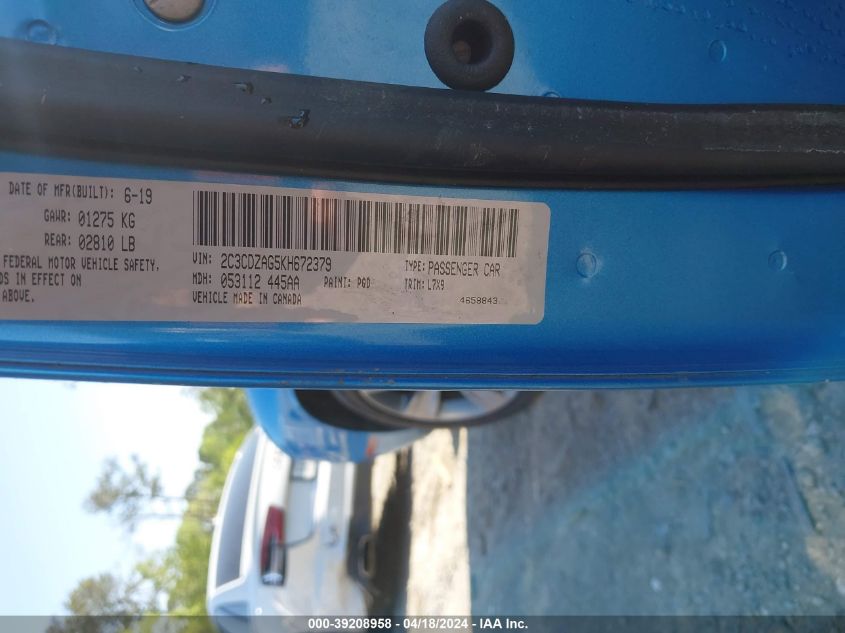 DATE OF MFR(BUILT): 6-19
GAWR: 01275 KG
REAR: 02810 LB
FEDERAL MOTOR VEHICLE SAFETY,
DS IN EFFECT ON
ABOVE.
VIN: 2C3CDZAG5KH672379
TYPE: PASSENGER CAR
MDH: 053112 445AA
PAINT: PGD
TRIM: L7X9
VEHICLE MADE IN CANADA
4658843
000-39208958 - 04/18/2024 - IAA Inc.